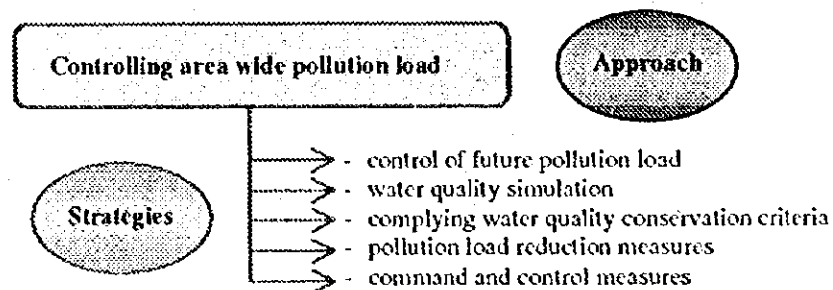 Controlling area wide pollution load
Approach
Strategies
- control of future pollution load
- water quality simulation
- complying water quality conservation criteria
- pollution load reduction measures
- command and control measures